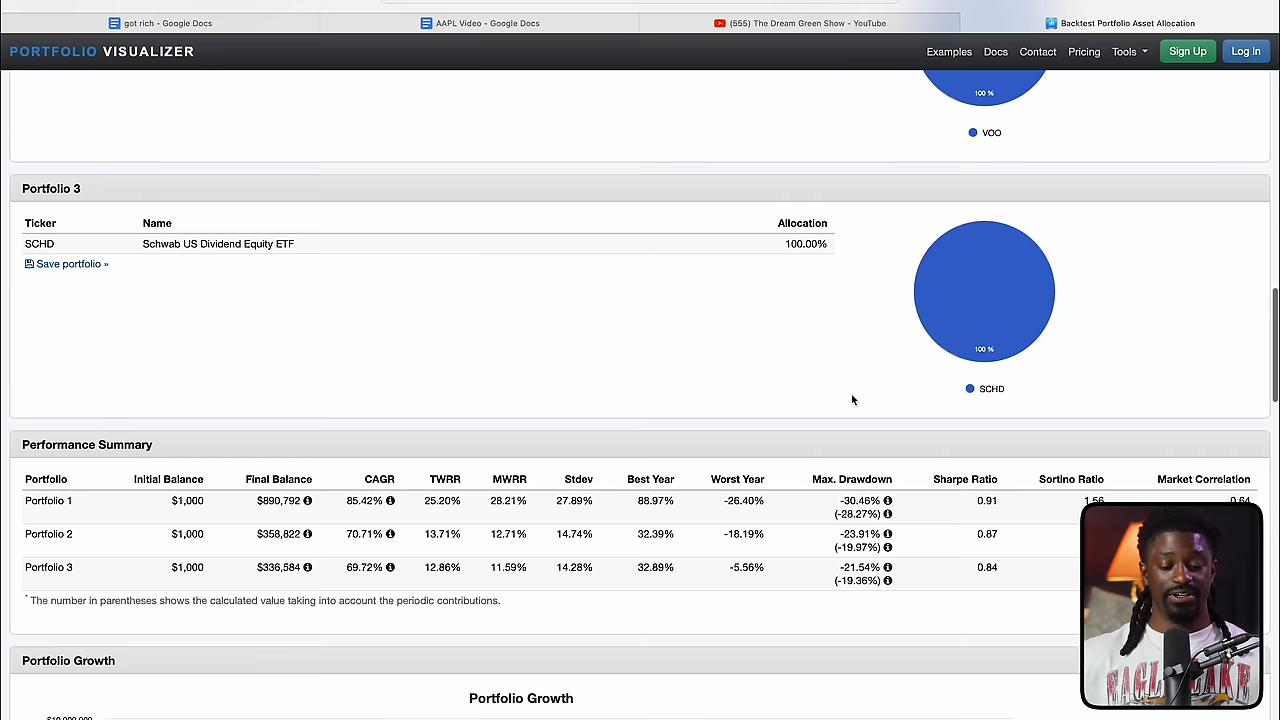 got rich - Google Docs
AAPL Video - Google Docs
(555) The Dream Green Show - YouTube
Backtest Portfolio Asset Allocation
PORTFOLIO VISUALIZER
Examples Docs Contact Pricing Tools Sign Up Log In
100 %
VOO
Portfolio 3
Ticker Name Allocation
SCHD Schwab US Dividend Equity ETF 100.00%
Save portfolio »
100 %
SCHD
Performance Summary
Portfolio Initial Balance Final Balance CAGR TWRR MWRR Stdev Best Year Worst Year Max. Drawdown Sharpe Ratio Sortino Ratio Market Correlation
Portfolio 1 $1,000 $890,792 85.42% 25.20% 28.21% 27.89% 88.97% -26.40% -30.46% 0.91 1.56 0.64
(-28.27%)
Portfolio 2 $1,000 $358,822 70.71% 13.71% 12.71% 14.74% 32.39% -18.19% -23.91% 0.87
(-19.97%)
Portfolio 3 $1,000 $336,584 69.72% 12.86% 11.59% 14.28% 32.89% -5.56% -21.54% 0.84
(-19.36%)
* The number in parentheses shows the calculated value taking into account the periodic contributions.
Portfolio Growth
Portfolio Growth
$10,000,000